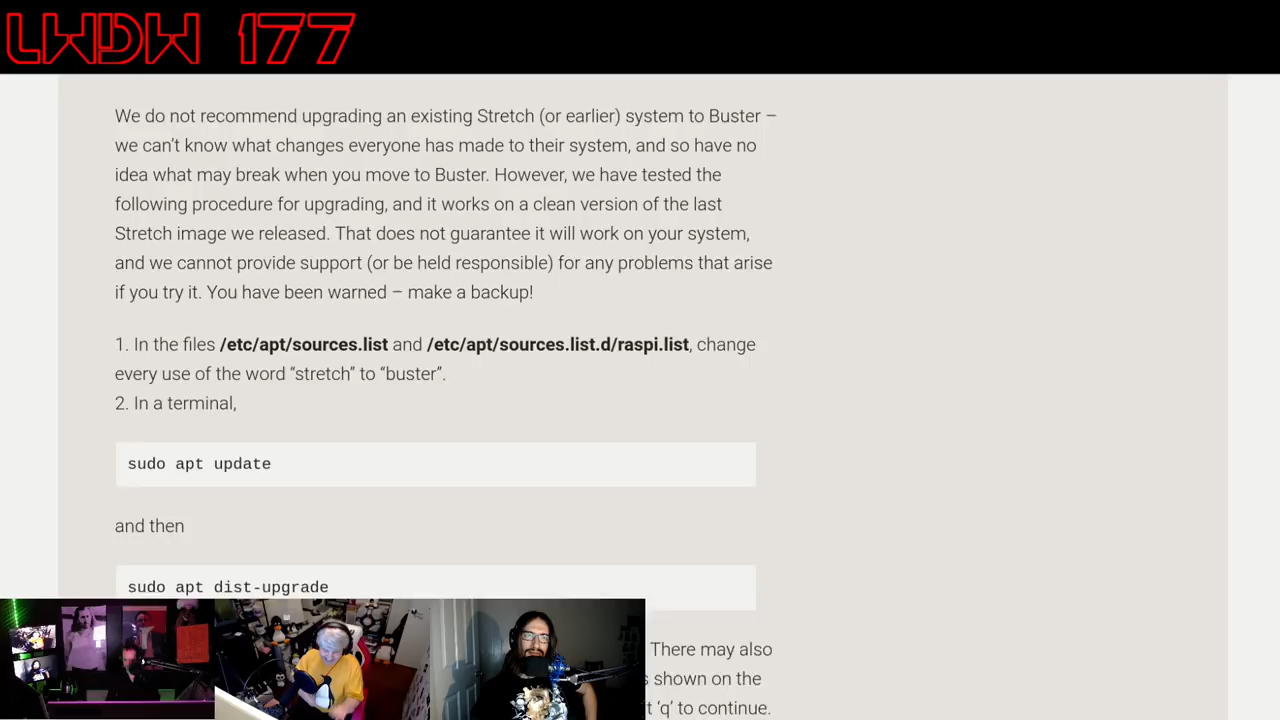 LWDW 177
We do not recommend upgrading an existing Stretch (or earlier) system to Buster –
we can’t know what changes everyone has made to their system, and so have no
idea what may break when you move to Buster. However, we have tested the
following procedure for upgrading, and it works on a clean version of the last
Stretch image we released. That does not guarantee it will work on your system,
and we cannot provide support (or be held responsible) for any problems that arise
if you try it. You have been warned – make a backup!
1. In the files /etc/apt/sources.list and /etc/apt/sources.list.d/raspi.list, change
every use of the word “stretch” to “buster”.
2. In a terminal,
sudo apt update
and then
sudo apt dist-upgrade
There may also
shown on the
‘q’ to continue.